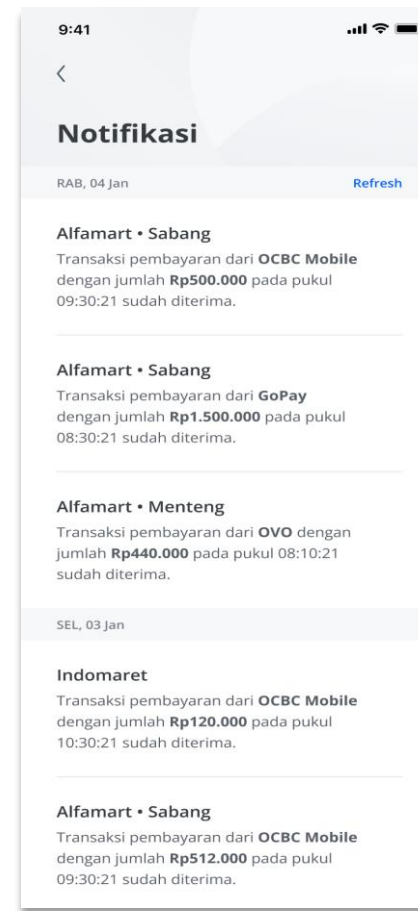 9:41
Notifikasi
RAB, 04 Jan Refresh
Alfamart • Sabang
Transaksi pembayaran dari OCBC Mobile
dengan jumlah Rp500.000 pada pukul
09:30:21 sudah diterima.
Alfamart • Sabang
Transaksi pembayaran dari GoPay
dengan jumlah Rp1.500.000 pada pukul
08:30:21 sudah diterima.
Alfamart • Menteng
Transaksi pembayaran dari OVO dengan
jumlah Rp440.000 pada pukul 08:10:21
sudah diterima.
SEL, 03 Jan
Indomaret
Transaksi pembayaran dari OCBC Mobile
dengan jumlah Rp120.000 pada pukul
10:30:21 sudah diterima.
Alfamart • Sabang
Transaksi pembayaran dari OCBC Mobile
dengan jumlah Rp512.000 pada pukul
09:30:21 sudah diterima.